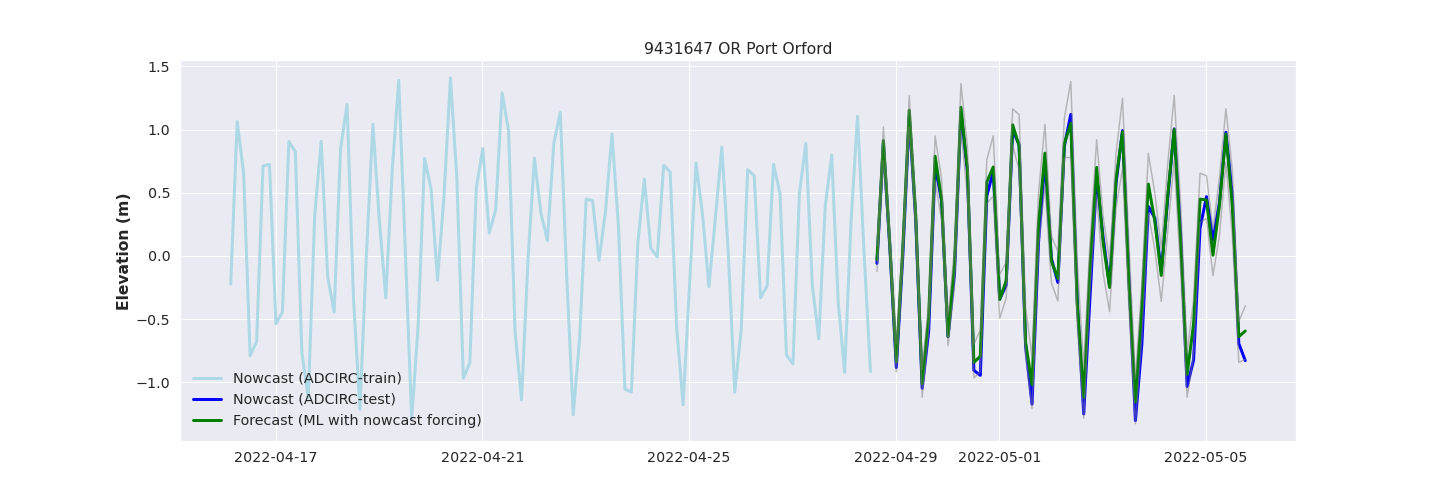 9431647 OR Port Orford
1.5
1.0
0.5
0.0
−0.5
−1.0
Elevation (m)
Nowcast (ADCIRC-train)
Nowcast (ADCIRC-test)
Forecast (ML with nowcast forcing)
2022-04-17 2022-04-21 2022-04-25 2022-04-29 2022-05-01 2022-05-05